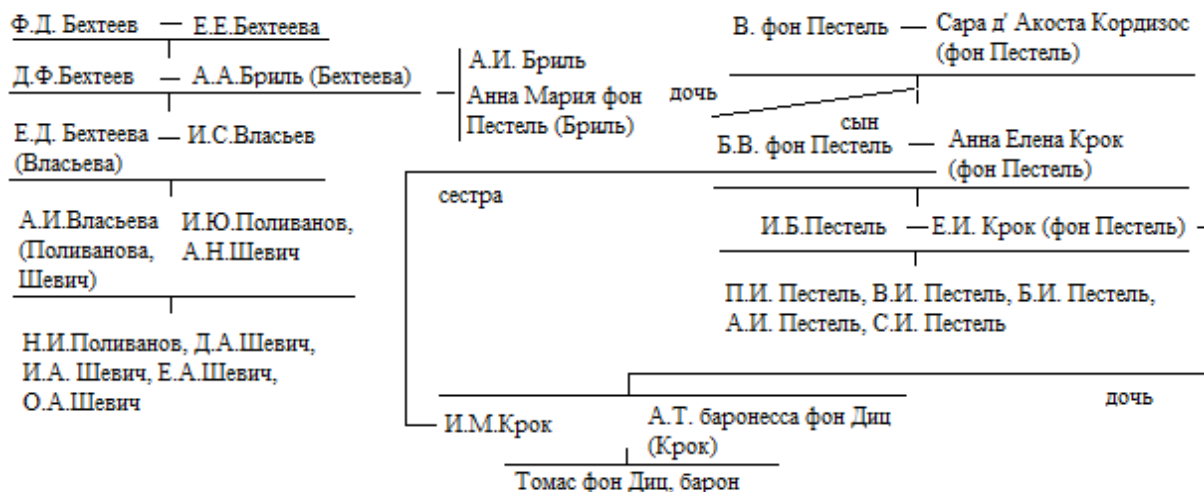 Ф.Д. Бехтеев
Е.Е.Бехтеева
Д.Ф.Бехтеев
А.А.Бриль (Бехтеева)
А.И. Бриль
Анна Мария фон
Пестель (Бриль)
Е.Д. Бехтеева
(Власьева)
И.С.Власьев
А.И.Власьева
(Поливанова,
Шевич)
И.Ю.Поливанов,
А.Н.Шевич
Н.И.Поливанов, Д.А.Шевич,
И.А. Шевич, Е.А.Шевич,
О.А.Шевич
В. фон Пестель
Сара д' Акоста Кордизос
(фон Пестель)
дочь
сын
Б.В. фон Пестель
Анна Елена Крок
(фон Пестель)
сестра
И.Б.Пестель
Е.И. Крок (фон Пестель)
П.И. Пестель, В.И. Пестель, Б.И. Пестель,
А.И. Пестель, С.И. Пестель
дочь
И.М.Крок
А.Т. баронесса фон Диц
(Крок)
Томас фон Диц, барон